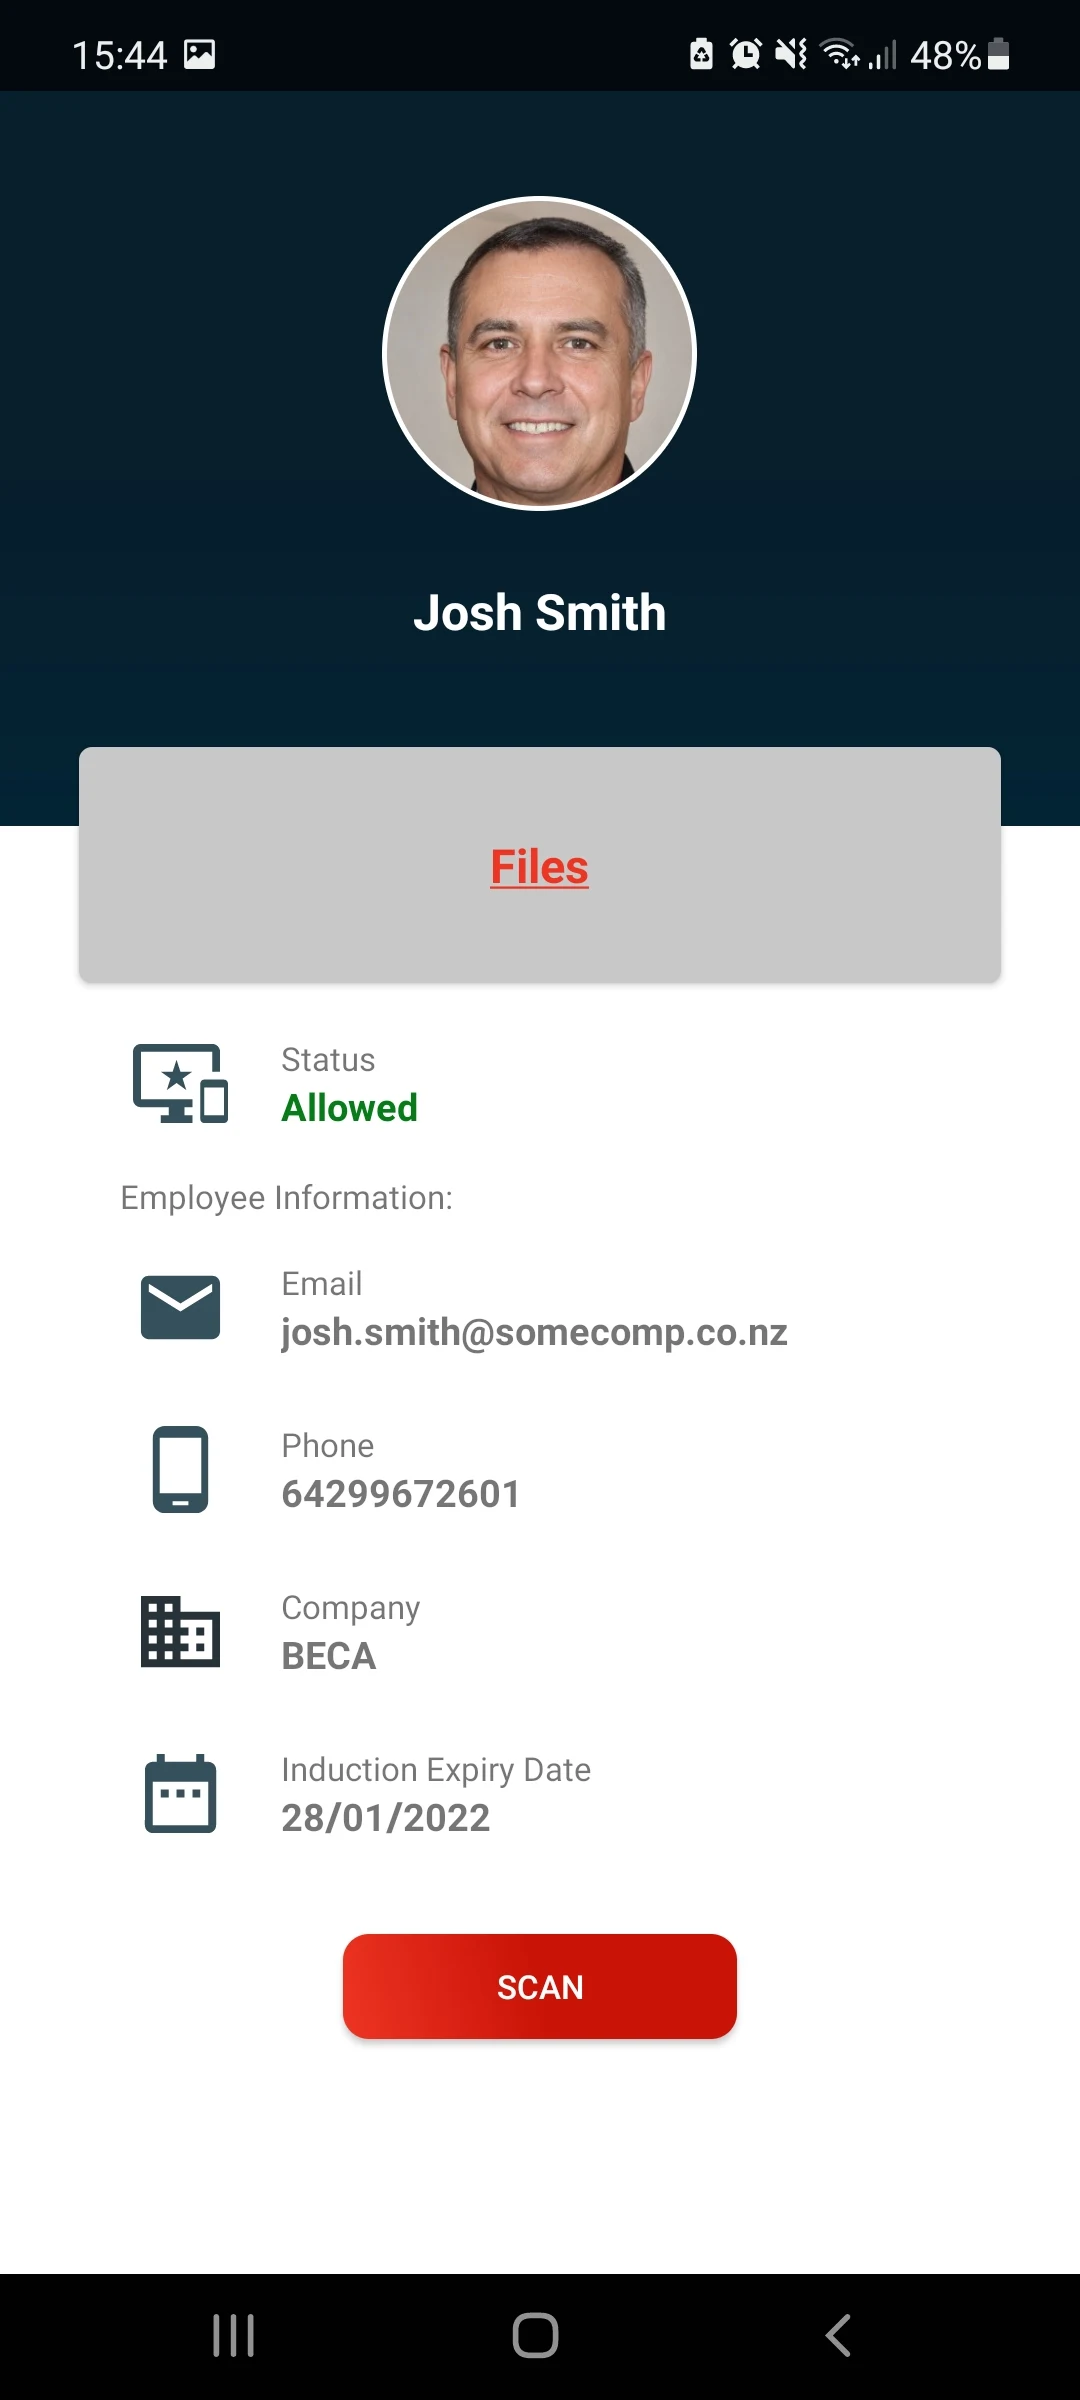 15:44
48%
Josh Smith
Files
Status
Allowed
Employee Information:
Email
josh.smith@somecomp.co.nz
Phone
64299672601
Company
BECA
Induction Expiry Date
28/01/2022
SCAN